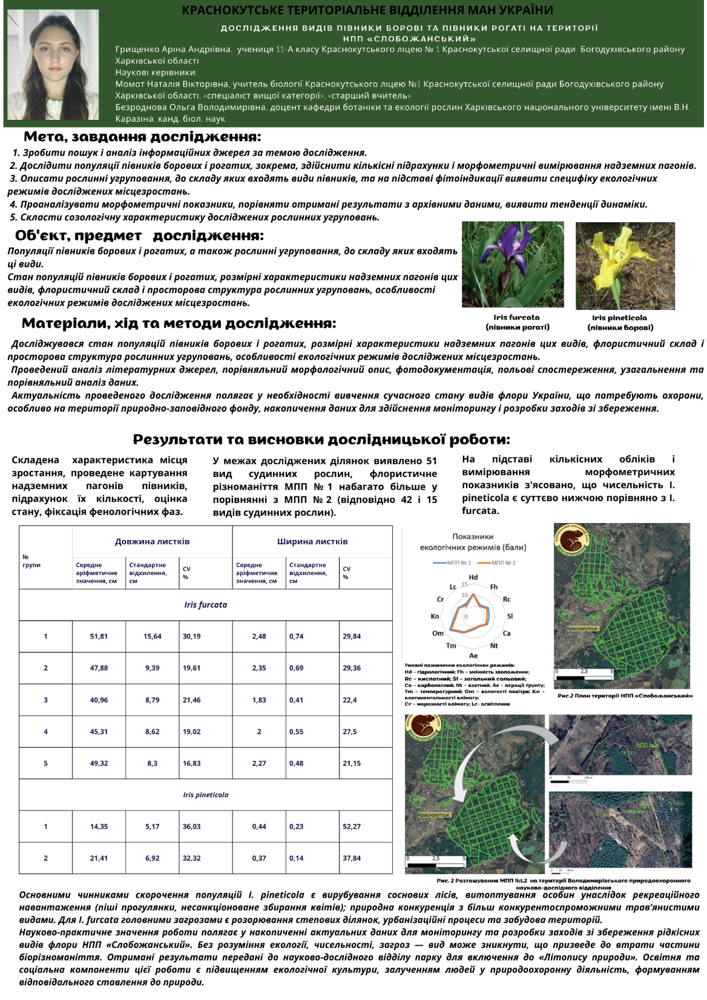 КРАСНОКУТСЬКЕ ТЕРИТОРІАЛЬНЕ ВІДДІЛЕННЯ МАН УКРАЇНИ
ДОСЛІДЖЕННЯ ВИДІВ ПІВНИКИ БОРОВІ ТА ПІВНИКИ РОГАТІ НА ТЕРИТОРІЇ
НПП «СЛОБОЖАНСЬКИЙ»
Грищенко Аріна Андріївна, учениця 11-А класу Краснокутського ліцею № 1 Краснокутської селищної ради Богодухівського району
Харківської області
Наукові керівники:
Момот Наталія Вікторівна, учитель біології Краснокутського ліцею №1 Краснокутської селищної ради Богодухівського району
Харківської області, «спеціаліст вищої категорії», «старший вчитель»
Безроднова Ольга Володимирівна, доцент кафедри ботаніки та екології рослин Харківського національного університету імені В.Н.
Каразіна, канд. біол. наук
Мета, завдання дослідження:
1. Зробити пошук і аналіз інформаційних джерел за темою дослідження.
2. Дослідити популяції півників борових і рогатих, зокрема, здійснити кількісні підрахунки і морфометричні вимірювання надземних пагонів.
3. Описати рослинні угруповання, до складу яких входять види півників, та на підставі фітоіндикації виявити специфіку екологічних
режимів досліджених місцезростань.
4. Проаналізувати морфометричні показники, порівняти отримані результати з архівними даними, виявити тенденції динаміки.
5. Скласти созологічну характеристику досліджених рослинних угруповань.
Об'єкт, предмет дослідження:
Популяції півників борових і рогатих, а також рослинні угруповання, до складу яких входять
ці види.
Стан популяцій півників борових і рогатих, розмірні характеристики надземних пагонів цих
видів, флористичний склад і просторова структура рослинних угруповань, особливості
екологічних режимів досліджених місцезростань.
Iris furcata
(півники рогаті)
Iris pineticola
(півники борові)
Матеріали, хід та методи дослідження:
Досліджувався стан популяцій півників борових і рогатих, розмірні характеристики надземних пагонів цих видів, флористичний склад і
просторова структура рослинних угруповань, особливості екологічних режимів досліджених місцезростань.
Проведений аналіз літературних джерел, порівняльний морфологічний опис, фотодокументація, польові спостереження, узагальнення та
порівняльний аналіз даних.
Актуальність проведеного дослідження полягає у необхідності вивчення сучасного стану видів флори України, що потребують охорони,
особливо на території природно-заповідного фонду, накопичення даних для здійснення моніторингу і розробки заходів зі збереження.
Результати та висновки дослідницької роботи:
Складена характеристика місця
зростання, проведене картування
надземних пагонів півників,
підрахунок їх кількості, оцінка
стану, фіксація фенологічних фаз.
У межах досліджених ділянок виявлено 51
вид судинних рослин, флористичне
різноманіття МПП №1 набагато більше у
порівнянні з МПП №2 (відповідно 42 і 15
видів судинних рослин).
На підставі кількісних обліків і
вимірювання морфометричних
показників з'ясовано, що чисельність I.
pineticola є суттєво нижчою порівняно з I.
furcata.
№ групи Довжина листків Ширина листків
Середне аріфметичне значення, см Стандартне відхилення, см CV % Середне аріфметичне значення, см Стандартне відхилення, см CV %
Iris furcata
1 51,81 15,64 30,19 2,48 0,74 29,84
2 47,88 9,39 19,61 2,35 0,69 29,36
3 40,96 8,79 21,46 1,83 0,41 22,4
4 45,31 8,62 19,02 2 0,55 27,5
5 49,32 8,3 16,83 2,27 0,48 21,15
Iris pineticola
1 14,35 5,17 36,03 0,44 0,23 52,27
2 21,41 6,92 32,32 0,37 0,14 37,84
Показники
екологічних режимів (бали)
МПП № 1 МПП № 2
Hd
15
Lc Fh
10
Cr Rc
Kn 0 Sl
Om Ca
Tm Nt
Ae
Умовні позначення екологічних режимів:
Hd – гідрологічний; Fh – змінність зволоження;
Rc – кислотний; Sl – загальний сольовий;
Ca – карбонатний; Nt – азотний; Ae – аерації ґрунту;
Tm – температурний; Om – вологості повітря; Kn –
континентальності клімату;
Cr – морозності клімату; Lc- освітлення
Краснокутськ
0 2,5 5
Рис.2 План території НПП «Слобожанський»
Краснокутськ
0 2,5 5
МПП №2
0 75 150 m
0 25 50 m
Рис. 2 Розташування МПП №1,2 на території Володимирівського природоохоронного
науково-дослідного відділення
Основними чинниками скорочення популяцій I. pineticola є вирубування соснових лісів, витоптування особин унаслідок рекреаційного
навантаження (піші прогулянки, несанкціоноване збирання квітів); природна конкуренція з більш конкурентоспроможними трав’янистими
видами. Для I. furcata головними загрозами є розорювання степових ділянок, урбанізаційні процеси та забудова територій.
Науково-практичне значення роботи полягає у накопиченні актуальних даних для моніторингу та розробки заходів зі збереження рідкісних
видів флори НПП «Слобожанський». Без розуміння екології, чисельності, загроз — вид може зникнути, що призведе до втрати частини
біорізноманіття. Отримані результати передані до науково-дослідного відділу парку для включення до «Літопису природи». Освітня та
соціальна компоненти цієї роботи є підвищенням екологічної культури, залученням людей у природоохоронну діяльність, формуванням
відповідального ставлення до природи.